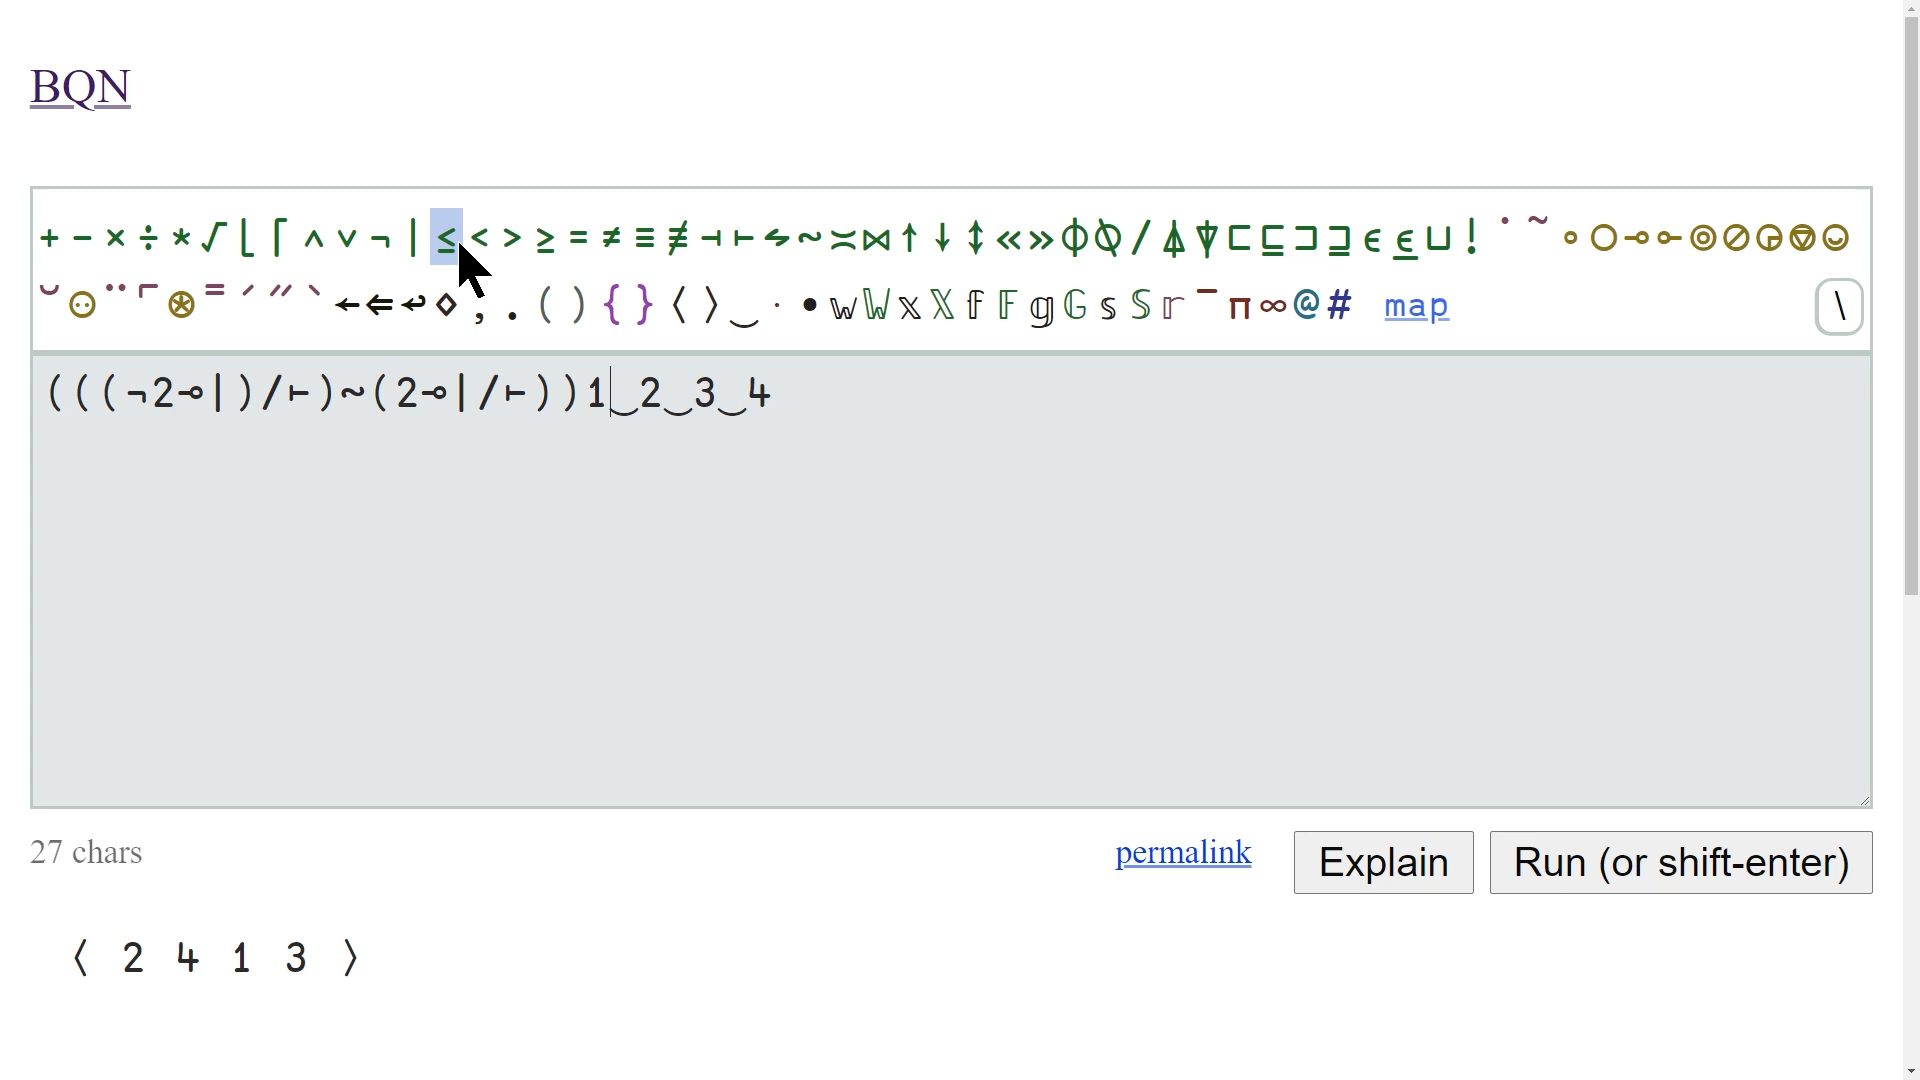 BQN
+-×÷⋆√⌊⌈∧∨¬|≤<>≥=≠≡≢⊣⊢⥊∾≍⋈↑↓↕«»⌽⍉/⍋⍒⊏⊑⊐⊒∊⍷⊔!˙˜∘○⊸⟜⌾⊘◶⎊⎉
˘⚇¨⌜⍟⁼´˝`←⇐↩⋄,.(){}⟨⟩‿·•𝕨𝕎𝕩𝕏𝕗𝔽𝕘𝔾𝕤𝕊𝕣¯π∞@# map \
(((¬2⊸|)/⊢)∾(2⊸|/⊢))1‿2‿3‿4
27 chars
permalink
Explain
Run (or shift-enter)
⟨ 2 4 1 3 ⟩